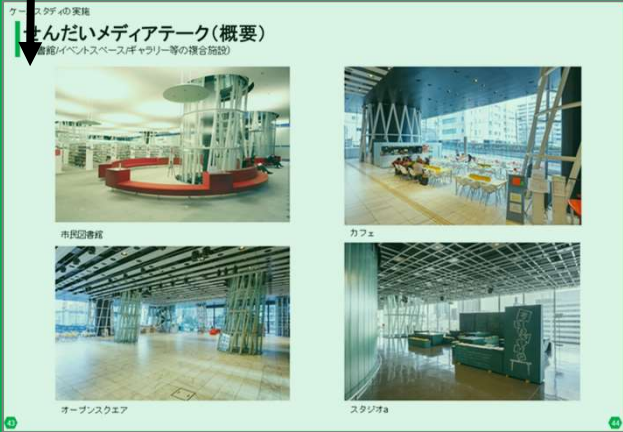 ケーススタディの実施
せんだいメディアテーク(概要)
書館/イベントスペース/ギャラリー等の複合施設)
市民図書館
カフェ
オープンスクエア
スタジオa
43
44